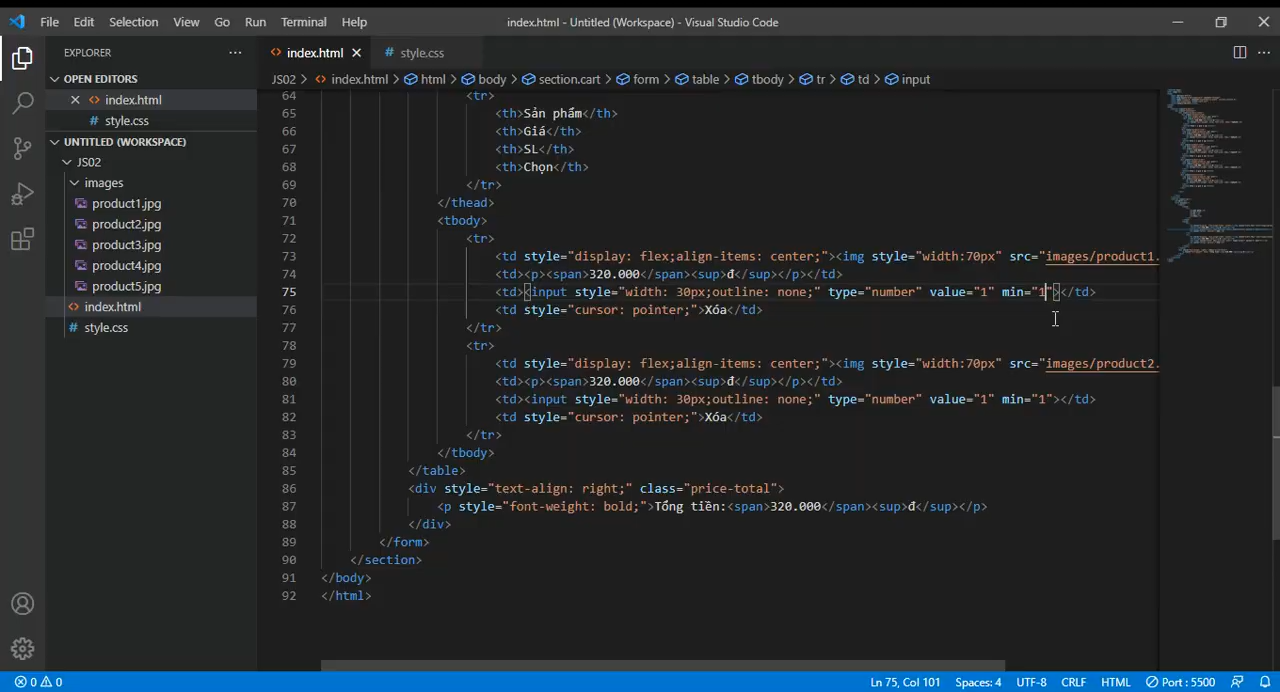 File Edit Selection View Go Run Terminal Help
index.html - Untitled (Workspace) - Visual Studio Code
EXPLORER
OPEN EDITORS
index.html
style.css
UNTITLED (WORKSPACE)
JS02
images
product1.jpg
product2.jpg
product3.jpg
product4.jpg
product5.jpg
index.html
style.css
index.html style.css
JS02 > index.html > html > body > section.cart > form > table > tbody > tr > td > input
64 <tr>
65 <th>Sản phẩm</th>
66 <th>Giá</th>
67 <th>SL</th>
68 <th>Chọn</th>
69 </tr>
70 </thead>
71 <tbody>
72 <tr>
73 <td style="display: flex;align-items: center;"><img style="width:70px" src="images/product1.
74 <td><p><span>320.000</span><sup>đ</sup></p></td>
75 <td><input style="width: 30px;outline: none;" type="number" value="1" min="1"></td>
76 <td style="cursor: pointer;">Xóa</td>
77 </tr>
78 <tr>
79 <td style="display: flex;align-items: center;"><img style="width:70px" src="images/product2.
80 <td><p><span>320.000</span><sup>đ</sup></p></td>
81 <td><input style="width: 30px;outline: none;" type="number" value="1" min="1"></td>
82 <td style="cursor: pointer;">Xóa</td>
83 </tr>
84 </tbody>
85 </table>
86 <div style="text-align: right;" class="price-total">
87 <p style="font-weight: bold;">Tổng tiền:<span>320.000</span><sup>đ</sup></p>
88 </div>
89 </form>
90 </section>
91 </body>
92 </html>
0 0 Ln 75, Col 101 Spaces: 4 UTF-8 CRLF HTML Port : 5500